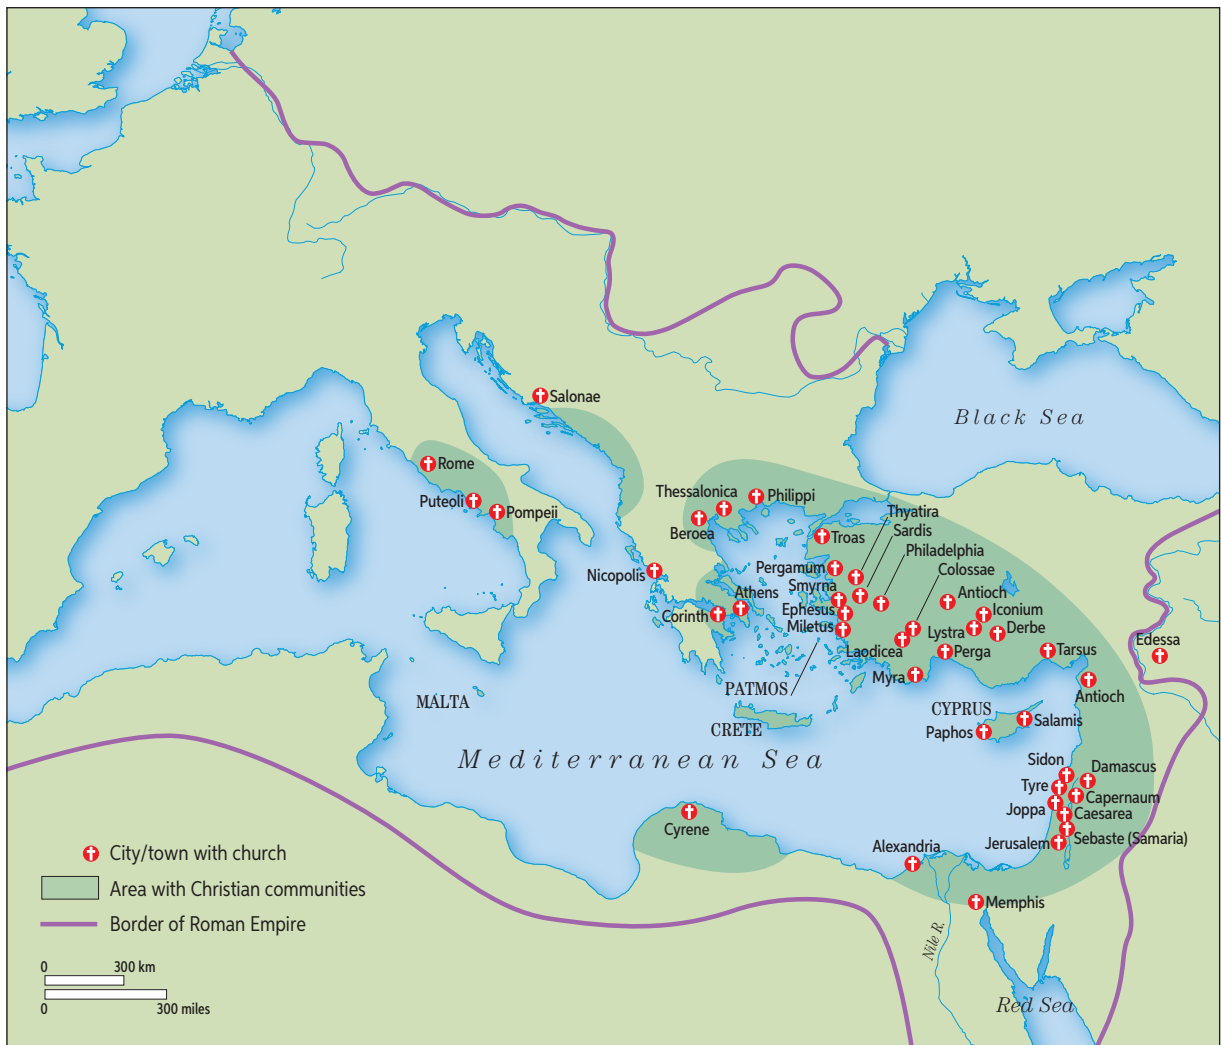 Black Sea
Salonae
Rome
Puteoli
Pompeii
Thessalonica
Philippi
Beroea
Thyatira
Sardis
Philadelphia
Colossae
Troas
Pergamum
Smyrna
Ephesus
Miletus
Nicopolis
Athens
Corinth
Antioch
Iconium
Lystra
Derbe
Laodicea
Perga
Tarsus
Edessa
Myra
Antioch
PATMOS
MALTA
CRETE
CYPRUS
Salamis
Paphos
Mediterranean Sea
Sidon
Damascus
Tyre
Capernaum
Joppa
Caesarea
Sebaste (Samaria)
Jerusalem
Cyrene
Alexandria
Memphis
Nile R.
Red Sea
City/town with church
Area with Christian communities
Border of Roman Empire
0 300 km
0 300 miles